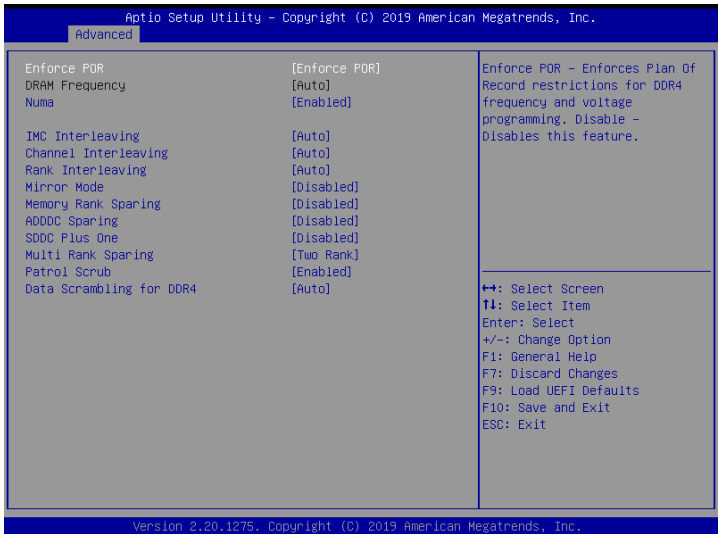 Aptio Setup Utility – Copyright (C) 2019 American Megatrends, Inc.
Advanced
Enforce POR [Enforce POR]
DRAM Frequency [Auto]
Numa [Enabled]
IMC Interleaving [Auto]
Channel Interleaving [Auto]
Rank Interleaving [Auto]
Mirror Mode [Disabled]
Memory Rank Sparing [Disabled]
ADDDC Sparing [Disabled]
SDDC Plus One [Disabled]
Multi Rank Sparing [Two Rank]
Patrol Scrub [Enabled]
Data Scrambling for DDR4 [Auto]
Enforce POR – Enforces Plan Of
Record restrictions for DDR4
frequency and voltage
programming. Disable –
Disables this feature.
↔: Select Screen
↑↓: Select Item
Enter: Select
+/-: Change Option
F1: General Help
F7: Discard Changes
F9: Load UEFI Defaults
F10: Save and Exit
ESC: Exit
Version 2.20.1275. Copyright (C) 2019 American Megatrends, Inc.